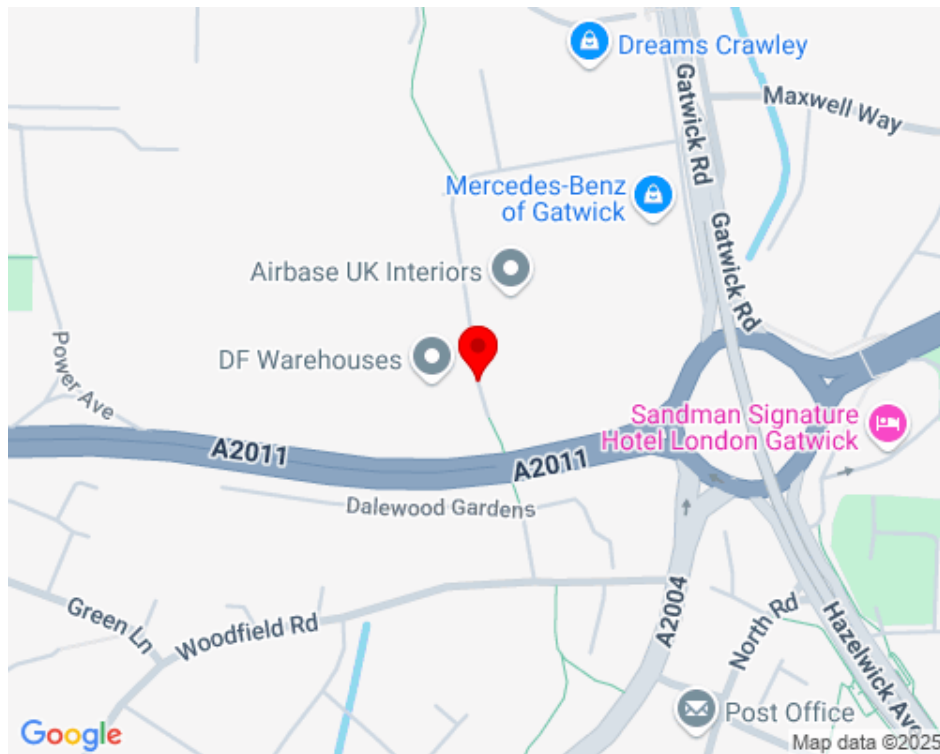 Dreams Crawley
Gatwick Rd
Maxwell Way
Mercedes-Benz
of Gatwick
Gatwick Rd
Airbase UK Interiors
DF Warehouses
Power Ave
Sandman Signature
Hotel London Gatwick
A2011
A2011
Dalewood Gardens
A2004
Green Ln
Woodfield Rd
North Rd
Hazelwick Ave
Post Office
Google
Map data ©2025